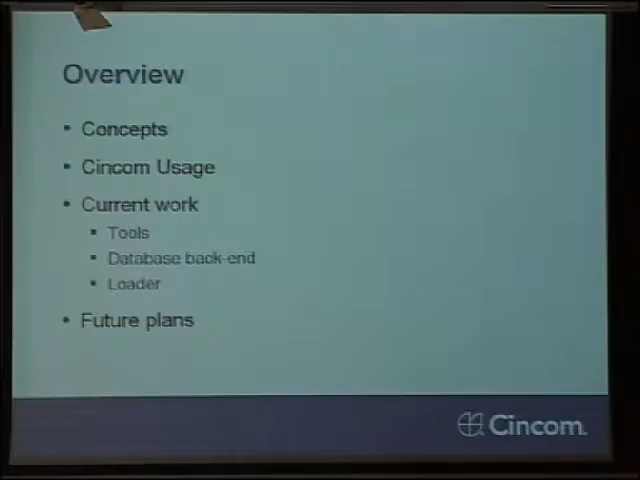 Overview
• Concepts
• Cincom Usage
• Current work
▪ Tools
▪ Database back-end
▪ Loader
• Future plans
Cincom.